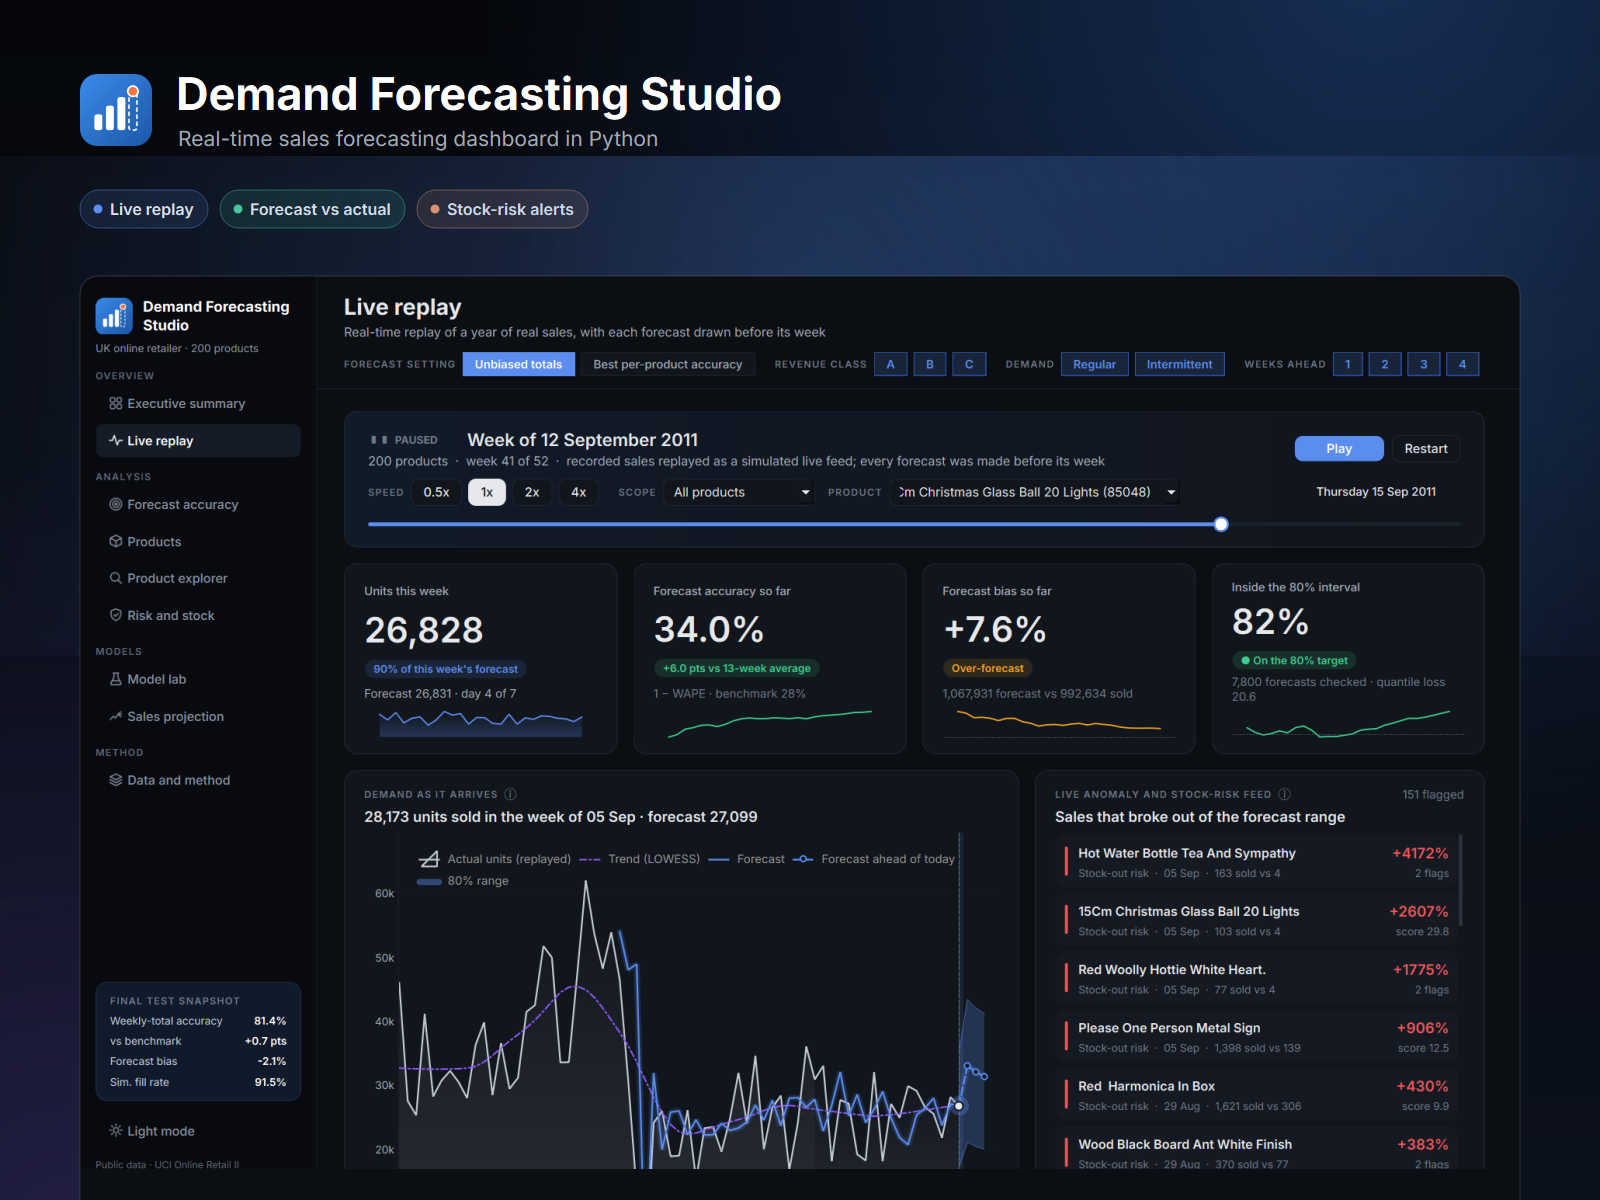 Demand Forecasting Studio
Real-time sales forecasting dashboard in Python
Live replay
Forecast vs actual
Stock-risk alerts
Demand Forecasting
Studio
UK online retailer · 200 products
OVERVIEW
Executive summary
Live replay
ANALYSIS
Forecast accuracy
Products
Product explorer
Risk and stock
MODELS
Model lab
Sales projection
METHOD
Data and method
FINAL TEST SNAPSHOT
Weekly-total accuracy 81.4%
vs benchmark +0.7 pts
Forecast bias -2.1%
Sim. fill rate 91.5%
Light mode
Public data · UCI Online Retail II
Live replay
Real-time replay of a year of real sales, with each forecast drawn before its week
FORECAST SETTING Unbiased totals Best per-product accuracy REVENUE CLASS A B C DEMAND Regular Intermittent WEEKS AHEAD 1 2 3 4
PAUSED Week of 12 September 2011
200 products · week 41 of 52 · recorded sales replayed as a simulated live feed; every forecast was made before its week
Play Restart
SPEED 0.5x 1x 2x 4x SCOPE All products PRODUCT Cm Christmas Glass Ball 20 Lights (85048) Thursday 15 Sep 2011
Units this week
26,828
90% of this week's forecast
Forecast 26,831 · day 4 of 7
Forecast accuracy so far
34.0%
+6.0 pts vs 13-week average
1 − WAPE · benchmark 28%
Forecast bias so far
+7.6%
Over-forecast
1,067,931 forecast vs 992,634 sold
Inside the 80% interval
82%
On the 80% target
7,800 forecasts checked · quantile loss
20.6
DEMAND AS IT ARRIVES
28,173 units sold in the week of 05 Sep · forecast 27,099
Actual units (replayed) Trend (LOWESS) Forecast Forecast ahead of today
80% range
60k
50k
40k
30k
20k
LIVE ANOMALY AND STOCK-RISK FEED 151 flagged
Sales that broke out of the forecast range
Hot Water Bottle Tea And Sympathy +4172%
Stock-out risk · 05 Sep · 163 sold vs 4 2 flags
15Cm Christmas Glass Ball 20 Lights +2607%
Stock-out risk · 05 Sep · 103 sold vs 4 score 29.8
Red Woolly Hottie White Heart. +1775%
Stock-out risk · 05 Sep · 77 sold vs 4 2 flags
Please One Person Metal Sign +906%
Stock-out risk · 05 Sep · 1,398 sold vs 139 score 12.5
Red Harmonica In Box +430%
Stock-out risk · 29 Aug · 1,621 sold vs 306 score 9.9
Wood Black Board Ant White Finish +383%
Stock-out risk · 29 Aug · 370 sold vs 77 2 flags